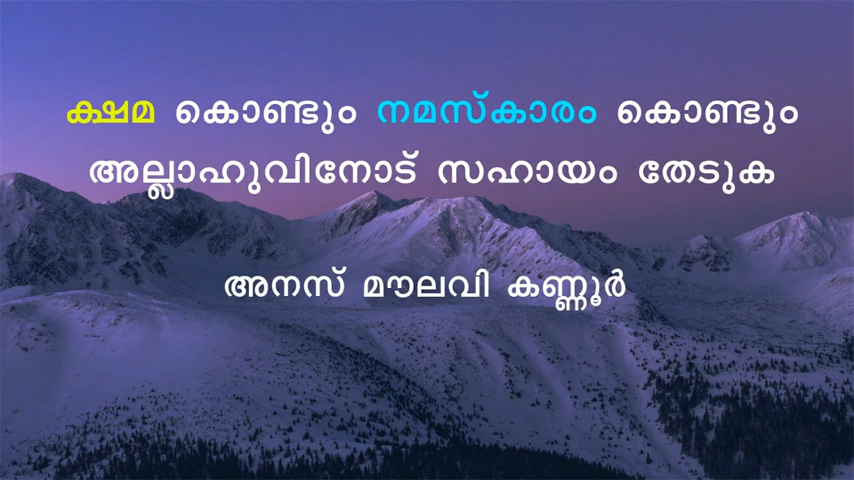 ക്ഷമ കൊണ്ടും നമസ്കാരം കൊണ്ടും
അല്ലാഹുവിനോട് സഹായം തേടുക
അനസ് മൗലവി കണ്ണൂർ